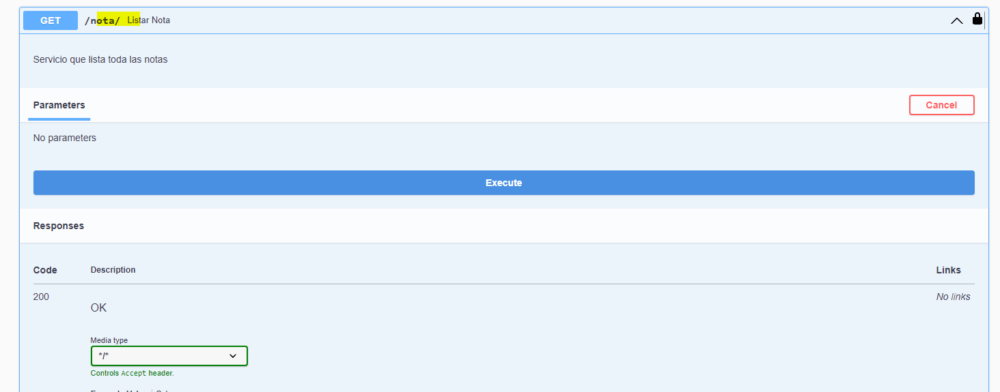 GET /nota/ Listar Nota
Servicio que lista toda las notas
Parameters Cancel
No parameters
Execute
Responses
Code Description Links
200 OK No links
Media type
*/*
Controls Accept header.